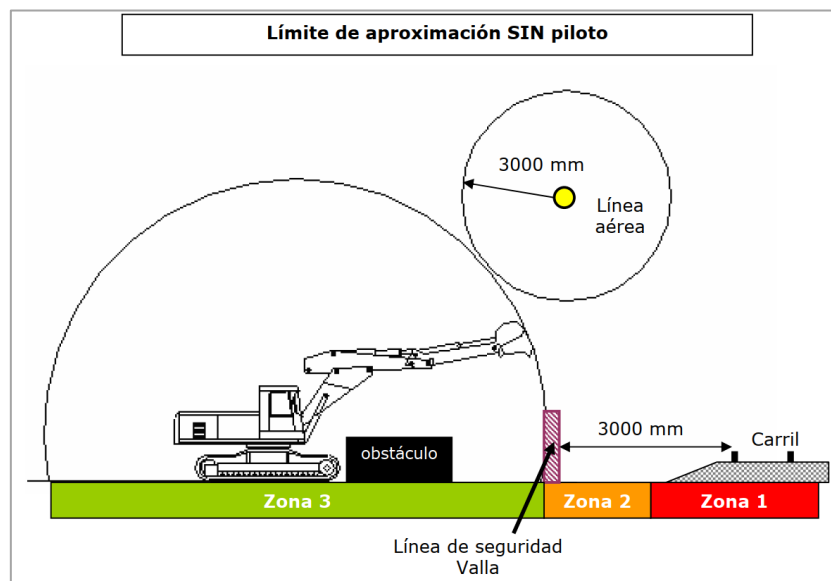 Límite de aproximación SIN piloto
3000 mm
Línea
aérea
3000 mm
Carril
obstáculo
Zona 3
Zona 2
Zona 1
Línea de seguridad
Valla